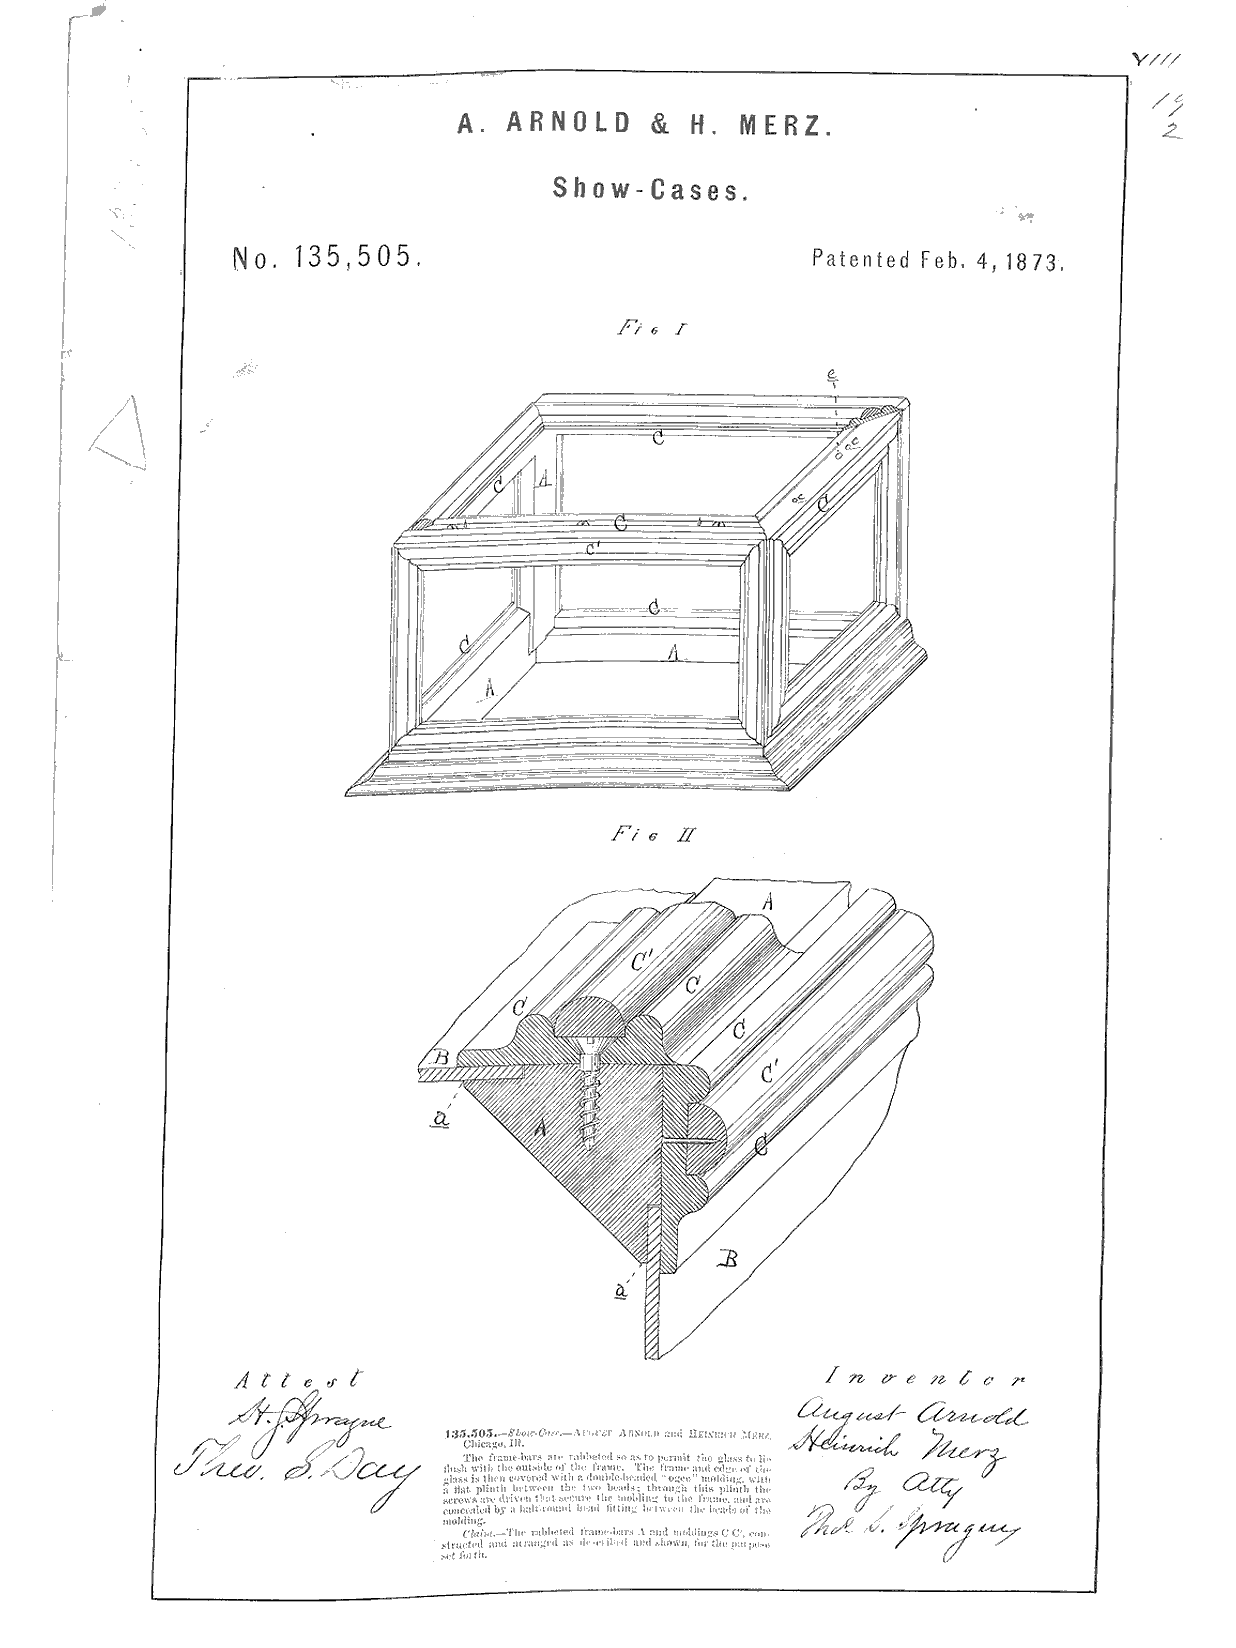 VIII
19
2
A. ARNOLD & H. MERZ.
Show-Cases.
No. 135,505.
Patented Feb. 4, 1873.
Fig I
e
C
C A
C
C
C'
C
C
A
A
Fig II
A
C'
C
C
C
B
C'
a
A
C
B
a
Attest
H. J. Sprague
Theo. S. Day
Inventor
August Arnold
Heinrich Merz
By Atty
Thos. S. Sprague
135,505.—Show-Case.—AUGUST ARNOLD and HEINRICH MERZ,
Chicago, Ill.
The frame-bars are rabbeted so as to permit the glass to lie
flush with the outside of the frame. The frame and edge of the
glass is then covered with a double-beaded "ogee" molding, with
a flat plinth between the two beads; through this plinth the
screws are driven that secure the molding to the frame, and are
concealed by a half-round bead fitting between the beads of the
molding.
Claim.—The rabbeted frame-bars A and moldings C C', con-
structed and arranged as described and shown, for the purpose
set forth.